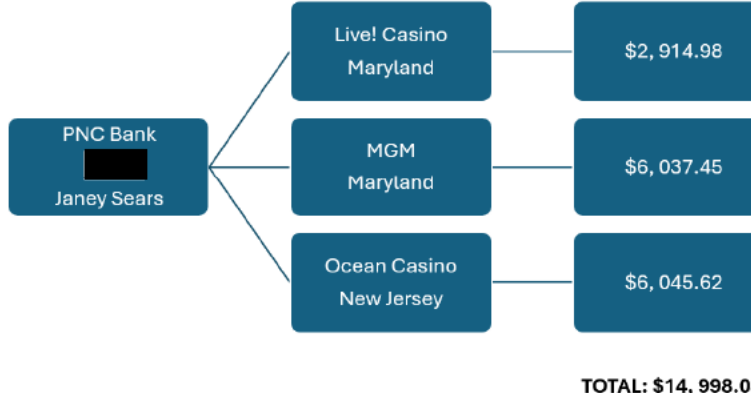 Live! Casino
Maryland
$2, 914.98
PNC Bank
Janey Sears
MGM
Maryland
$6, 037.45
Ocean Casino
New Jersey
$6, 045.62
TOTAL: $14, 998.0